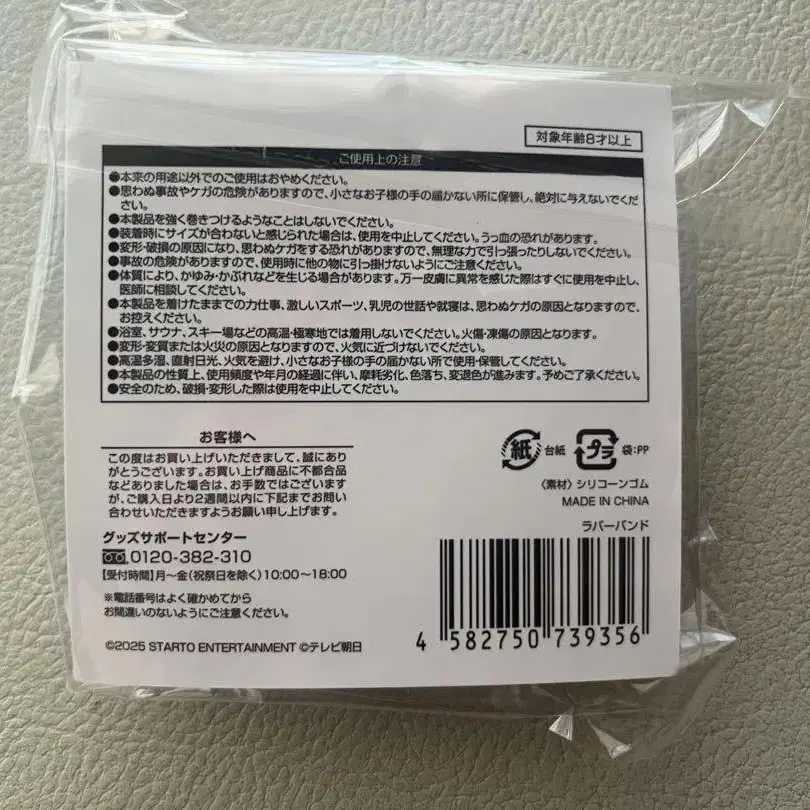 対象年齢8才以上
ご使用上の注意
●本来の用途以外でのご使用はおやめください。
●思わぬ事故やケガの危険がありますので、小さなお子様の手の届かない所に保管し、絶対に与えないでくだ
さい。
●本製品を強く巻きつけるようなことはしないでください。
●装着時にサイズが合わないと感じられた場合は、使用を中止してください。うっ血の恐れがあります。
●変形・破損の原因になり、思わぬケガをする恐れがありますので、無理な力で引っ張ったりしないでください。
●事故の危険がありますので、使用時に他の物に引っ掛けないようにご注意ください。
●体質により、かゆみ・かぶれなどを生じる場合があります。万一皮膚に異常を感じた際はすぐに使用を中止し、
医師に相談してください。
●本製品を着けたままでの力仕事、激しいスポーツ、乳児の世話や就寝は、思わぬケガの原因となりますので、
お控えください。
●浴室、サウナ、スキー場などの高温・極寒地では着用しないでください。火傷・凍傷の原因となります。
●変形・変質または火災の原因となりますので、火気に近づけないでください。
●高温多湿、直射日光、火気を避け、小さなお子様の手の届かない所で使用・保管してください。
●本製品の性質上、使用頻度や年月の経過に伴い、摩耗劣化、色落ち、変退色が進みます。予めご了承ください。
●安全のため、破損・変形した際は使用を中止してください。
お客様へ
この度はお買い上げいただきまして、誠にあり
がとうございます。お買い上げ商品に不都合品
などありました場合は、お手数ではございます
が、ご購入日より2週間以内に下記までお問い
合わせいただきますようお願い申し上げます。
グッズサポートセンター
0120-382-310
【受付時間】月～金(祝祭日を除く)10:00～18:00
※電話番号はよく確かめてから
お間違いのないようにご注意ください。
©2025 STARTO ENTERTAINMENT ©テレビ朝日
紙 台紙 プラ 袋:PP
〈素材〉シリコーンゴム
MADE IN CHINA
ラバーバンド
4 582750 739356